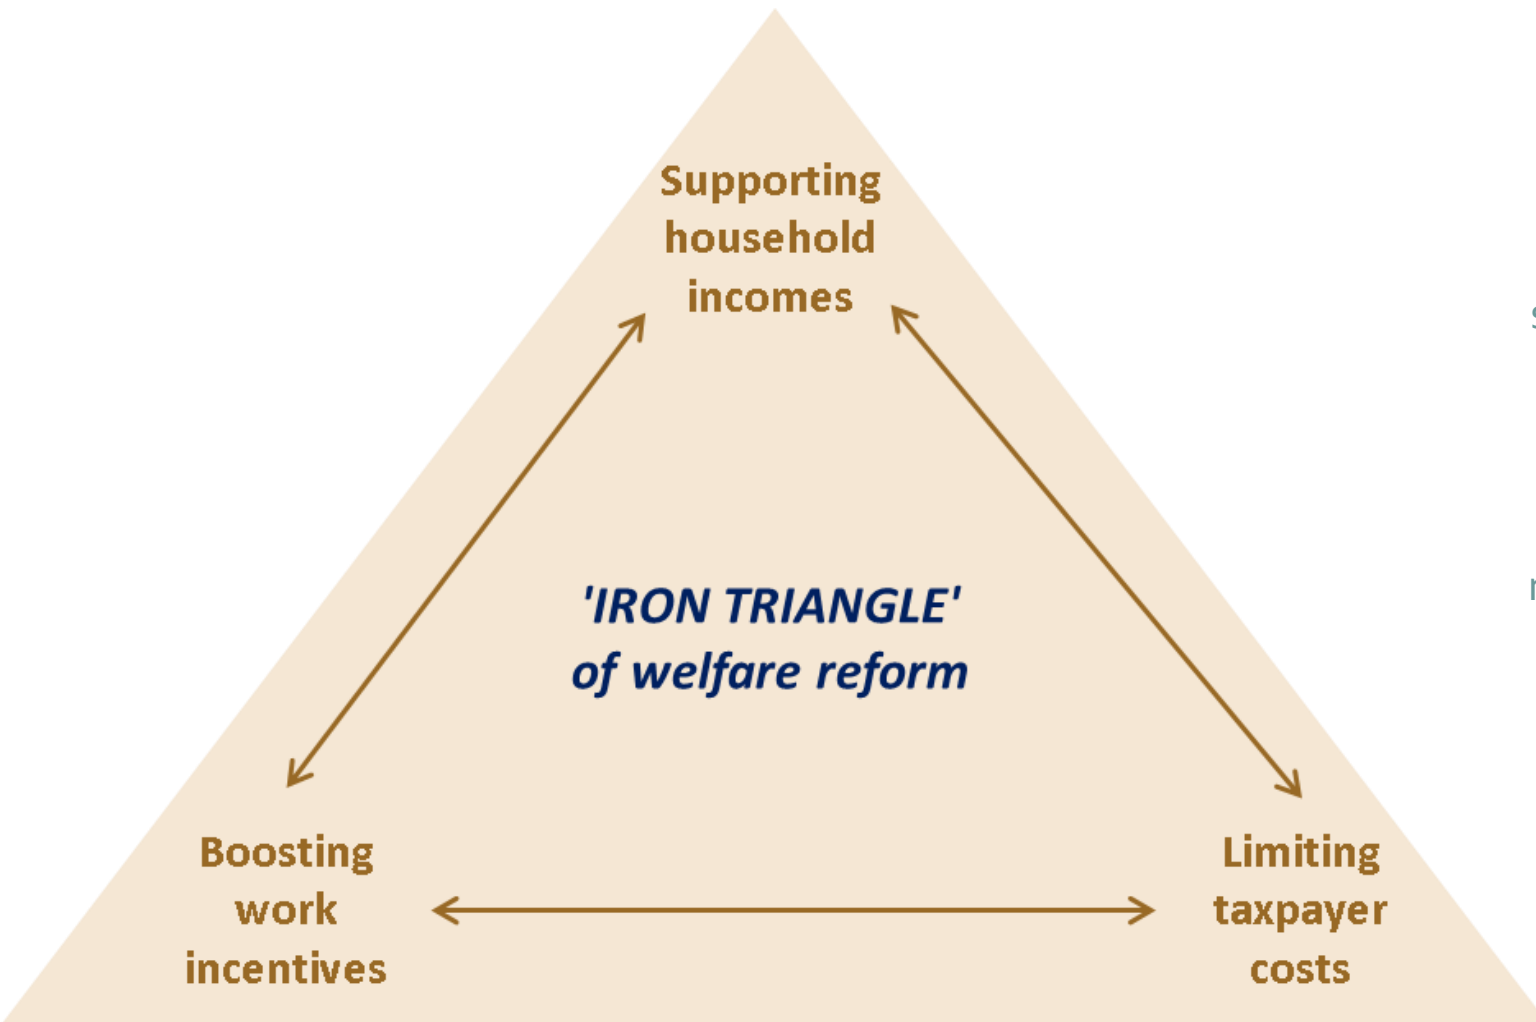 Supporting
household
incomes
'IRON TRIANGLE'
of welfare reform
Boosting
work
incentives
Limiting
taxpayer
costs